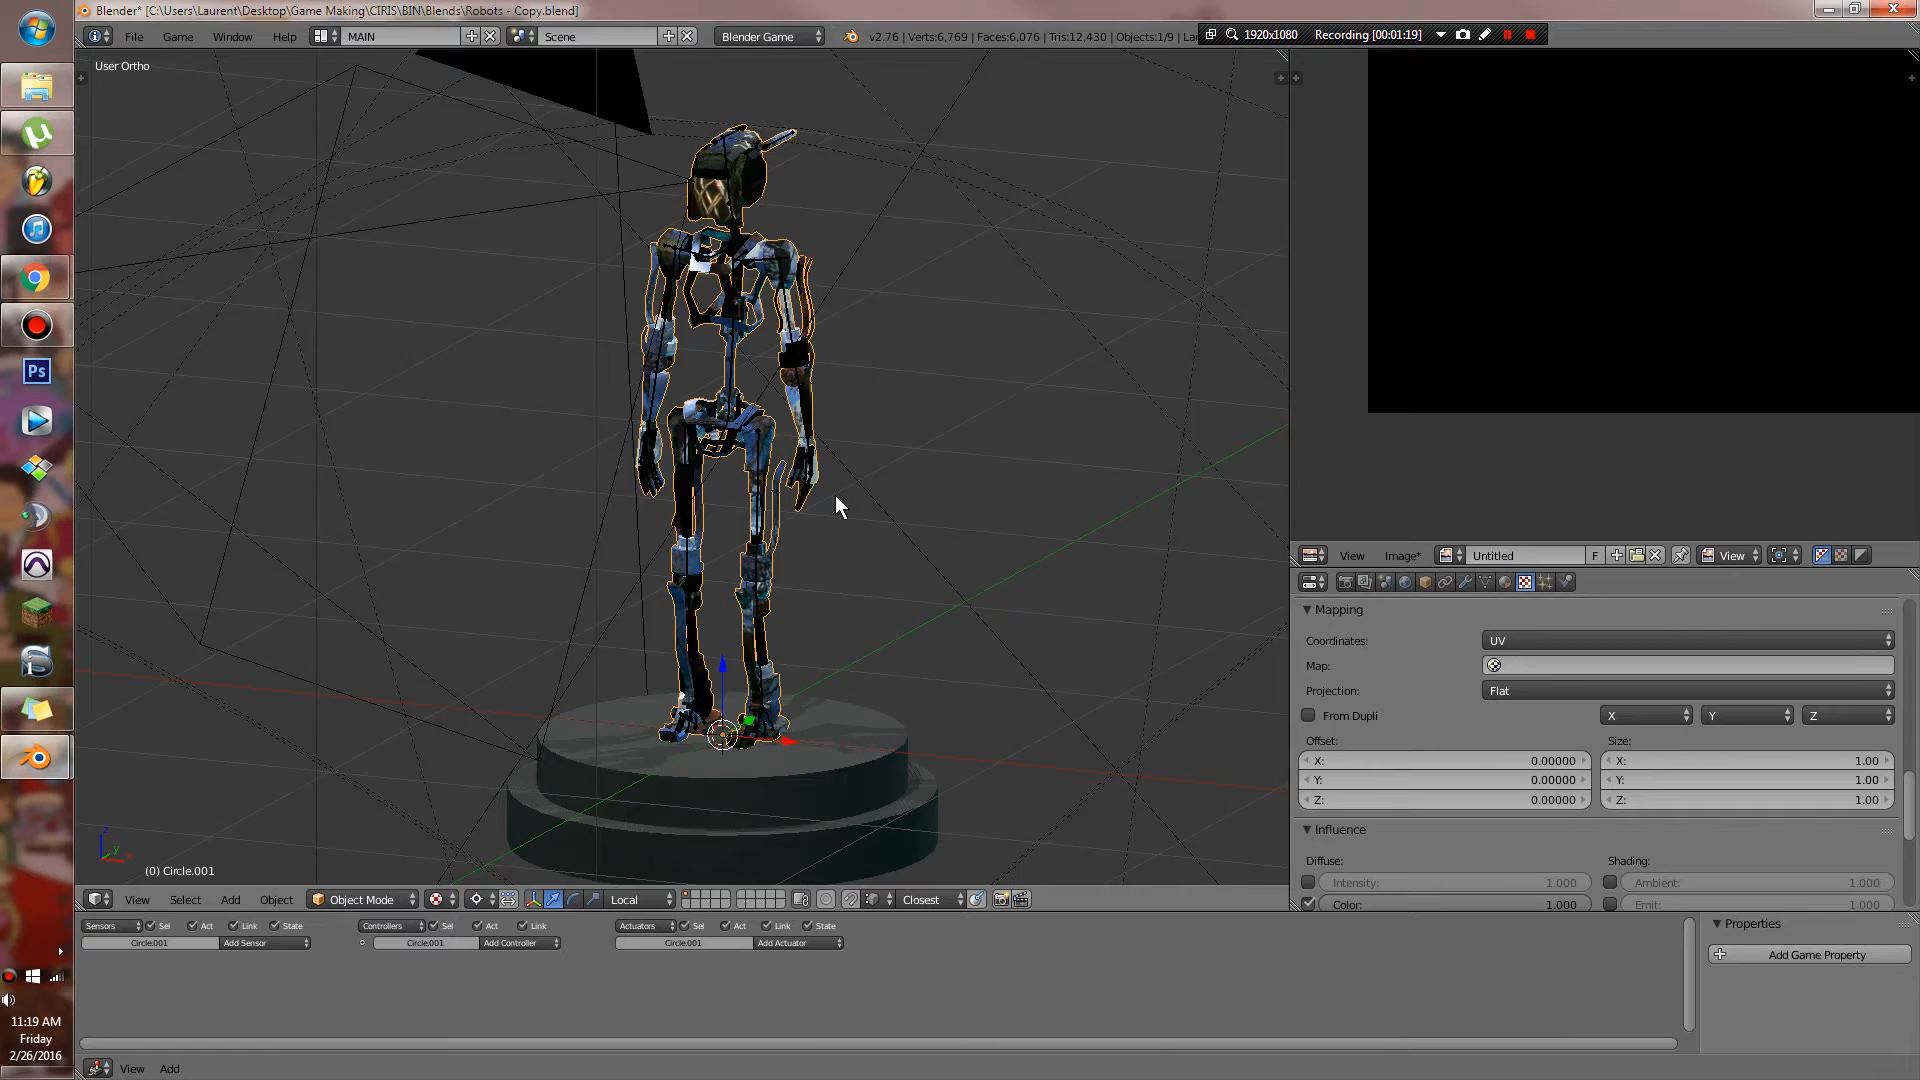 Blender* [C:\Users\Laurent\Desktop\Game Making\CIRIS\BIN\Blends\Robots - Copy.blend]
File Game Window Help MAIN Scene Blender Game v2.76 | Verts:6,769 | Faces:6,076 | Tris:12,430 | Objects:1/9 | La 1920x1080 Recording [00:01:19]
User Ortho
Ps
View Image* Untitled F View
Mapping
Coordinates: UV
Map:
Projection: Flat
From Dupli X Y Z
Offset: Size:
X: 0.00000 X: 1.00
Y: 0.00000 Y: 1.00
Z: 0.00000 Z: 1.00
Influence
Diffuse: Shading:
Intensity: 1.000 Ambient: 1.000
Color: 1.000 Emit: 1.000
z
y
x
(0) Circle.001
View Select Add Object Object Mode Local Closest
Sensors Sel Act Link State Controllers Sel Act Link Actuators Sel Act Link State
Circle.001 Add Sensor Circle.001 Add Controller Circle.001 Add Actuator
Properties
Add Game Property
11:19 AM
Friday
2/26/2016
View Add